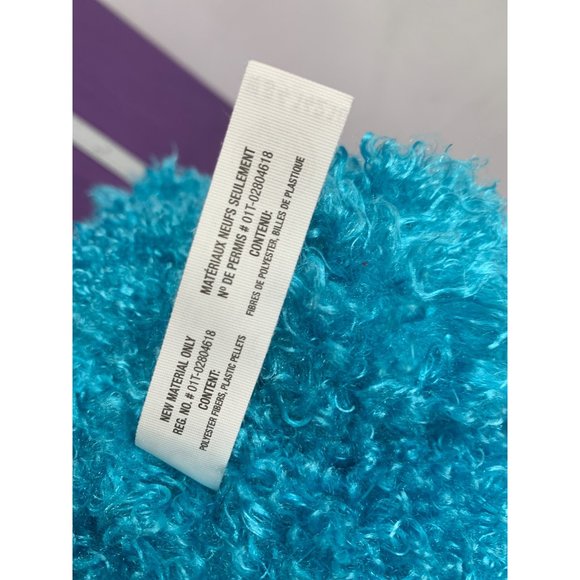 MATÉRIAUX NEUFS SEULEMENT
Nº DE PERMIS # 01T-02804618
CONTENU:
FIBRES DE POLYESTER, BILLES DE PLASTIQUE
NEW MATERIAL ONLY
REG. NO. # 01T-02804618
CONTENT:
POLYESTER FIBERS, PLASTIC PELLETS